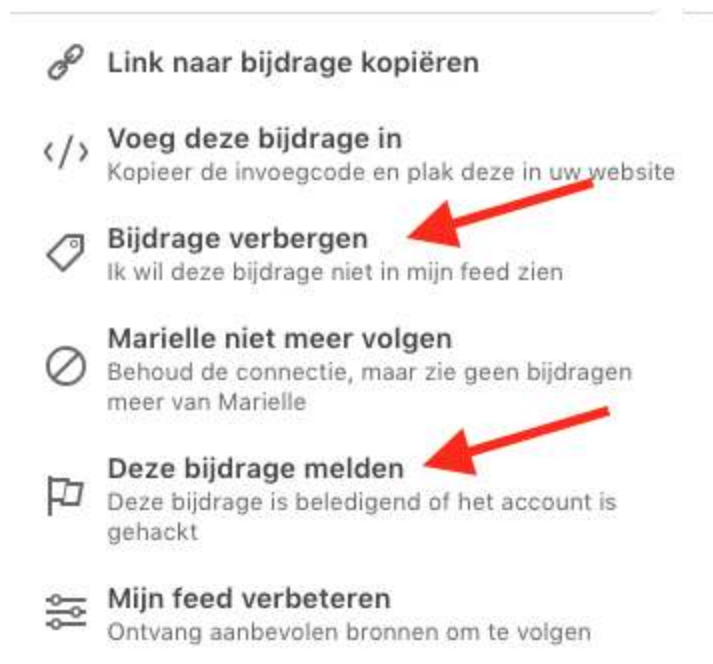 Link naar bijdrage kopiëren
Voeg deze bijdrage in
Kopieer de invoegcode en plak deze in uw website
Bijdrage verbergen
Ik wil deze bijdrage niet in mijn feed zien
Marielle niet meer volgen
Behoud de connectie, maar zie geen bijdragen
meer van Marielle
Deze bijdrage melden
Deze bijdrage is beledigend of het account is
gehackt
Mijn feed verbeteren
Ontvang aanbevolen bronnen om te volgen